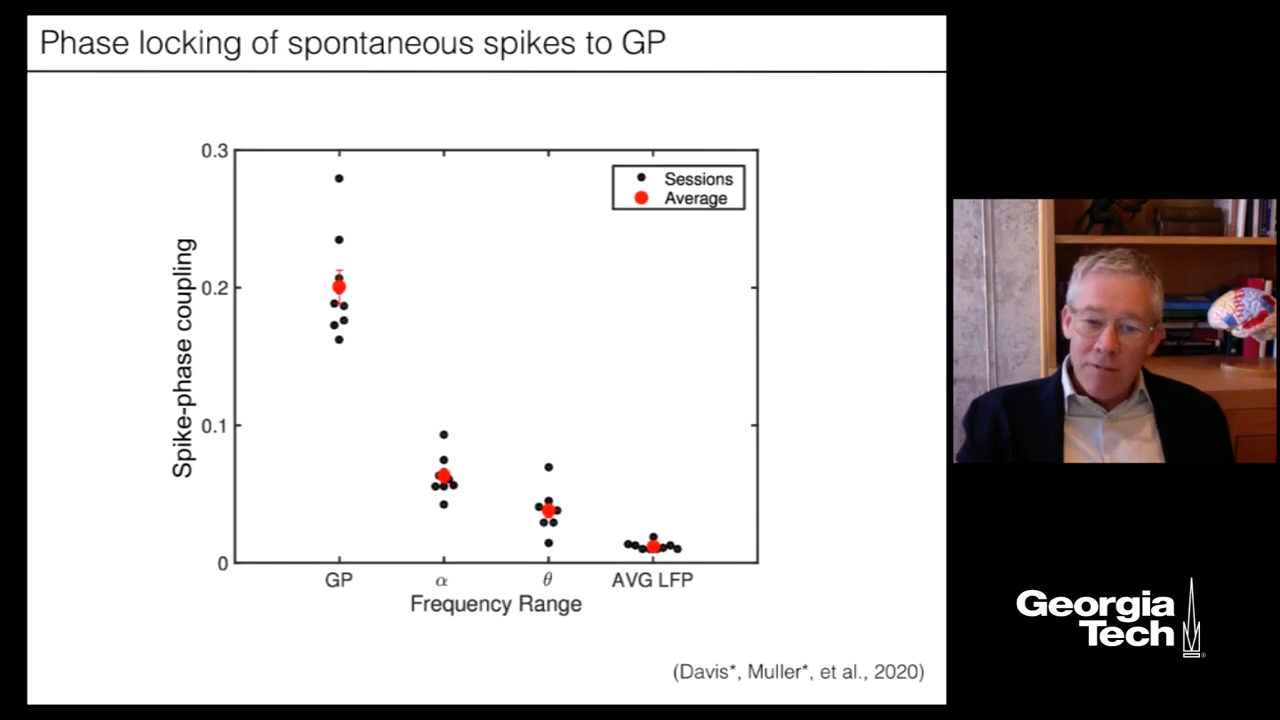 Phase locking of spontaneous spikes to GP
0.3
0.2
0.1
0
Spike-phase coupling
Sessions
Average
GP
α
θ
AVG LFP
Frequency Range
(Davis*, Muller*, et al., 2020)
Georgia
Tech
®